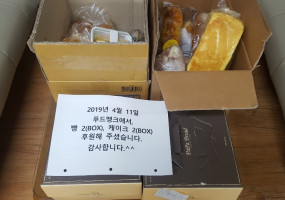 2019년 4월 11일
푸드뱅크에서,
빵 2(BOX), 케이크 2(BOX)
후원해 주셨습니다.
감사합니다.^^